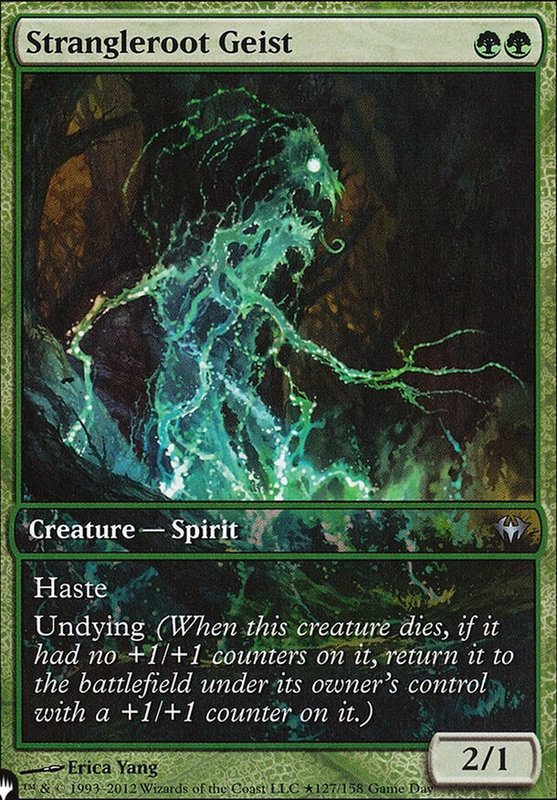 Strangleroot Geist
Creature — Spirit
Haste
Undying (When this creature dies, if it
had no +1/+1 counters on it, return it to
the battlefield under its owner's control
with a +1/+1 counter on it.)
2/1
Erica Yang
™ & © 1993–2012 Wizards of the Coast LLC ★127/158 Game Day